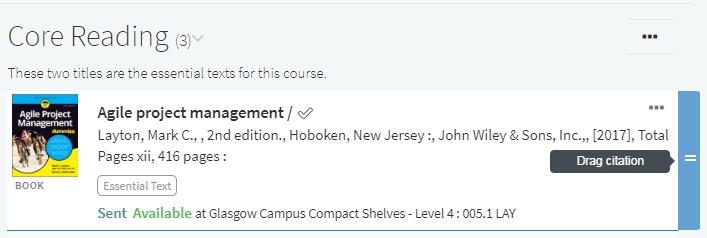 Core Reading (3)
•••
These two titles are the essential texts for this course.
Agile Project Management
dummies
BOOK
Agile project management /
•••
Layton, Mark C., , 2nd edition., Hoboken, New Jersey :, John Wiley & Sons, Inc.,, [2017], Total
Pages xii, 416 pages :
Drag citation
Essential Text
Sent Available at Glasgow Campus Compact Shelves - Level 4 : 005.1 LAY